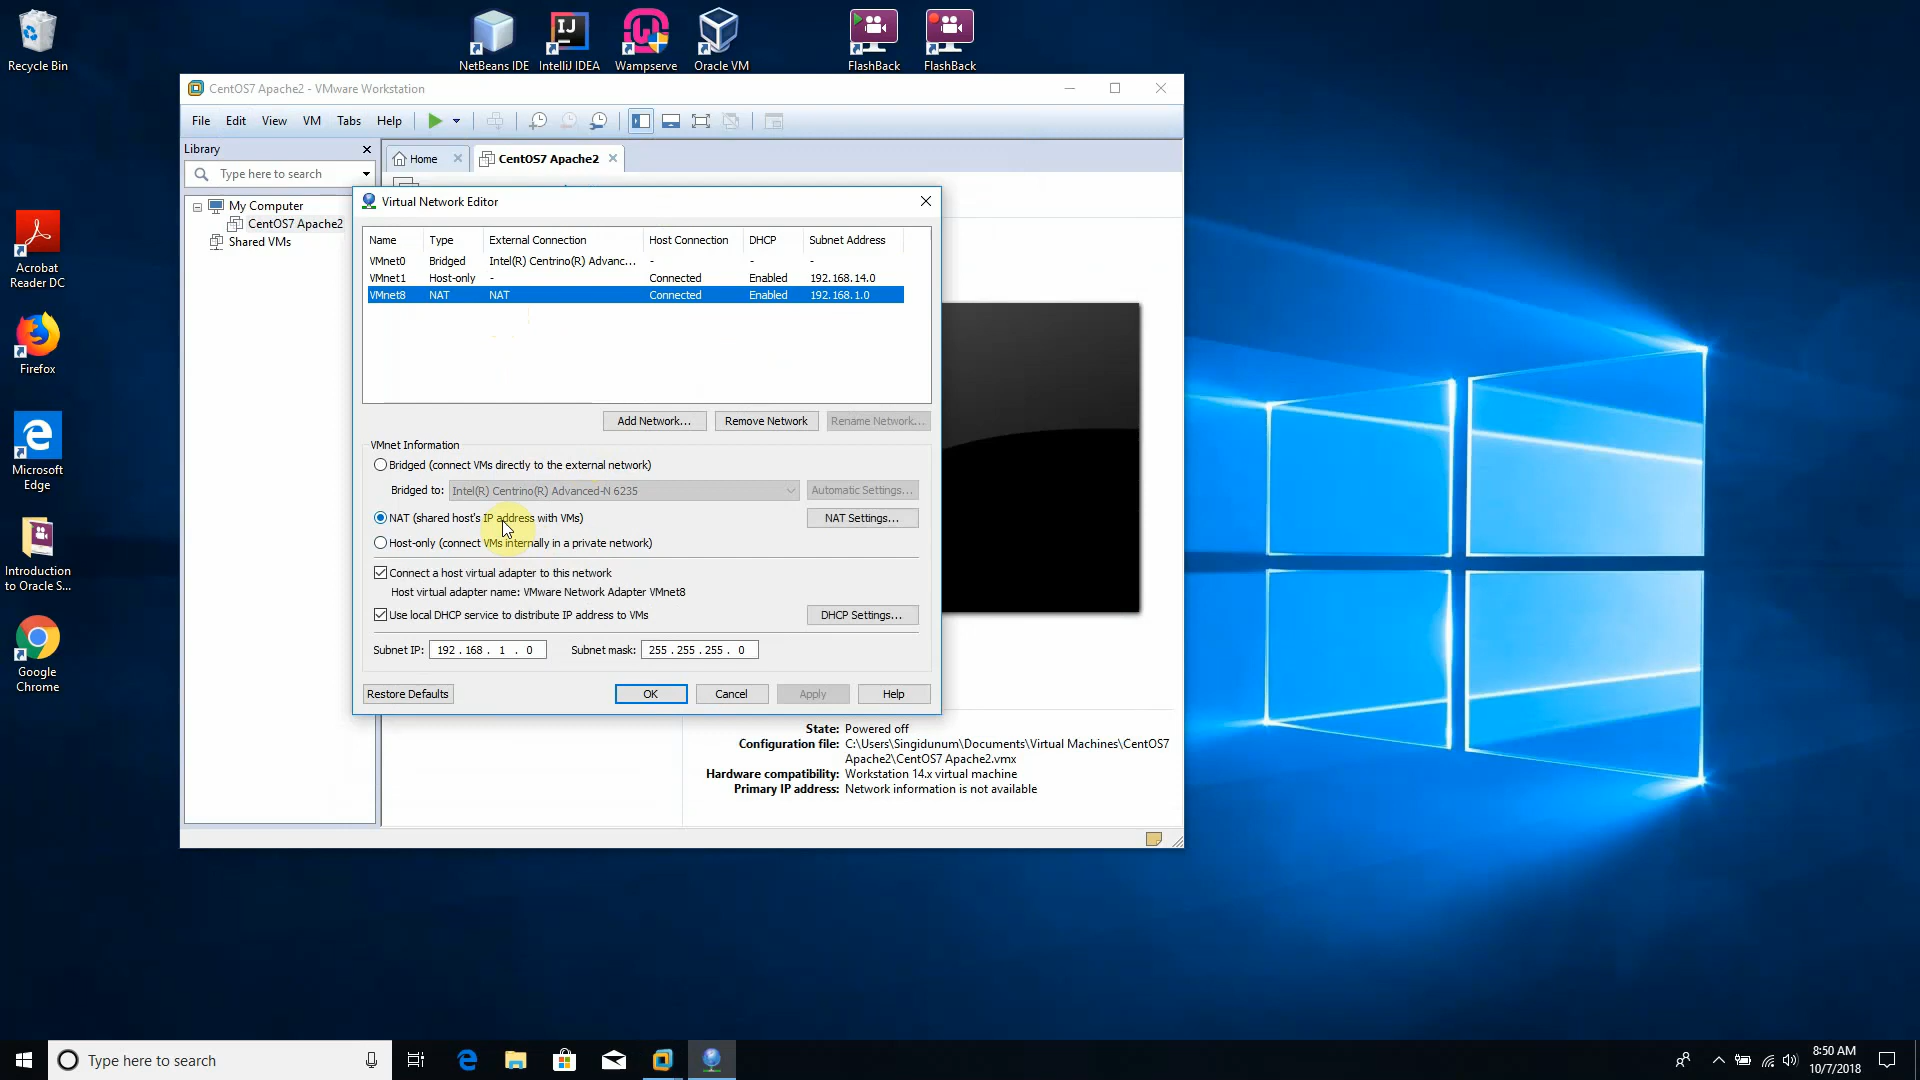 Recycle Bin
NetBeans IDE
IntelliJ IDEA
Wampserve
Oracle VM
FlashBack
FlashBack
CentOS7 Apache2 - VMware Workstation
File Edit View VM Tabs Help
Library
Type here to search
Home
CentOS7 Apache2
My Computer
CentOS7 Apache2
Shared VMs
Acrobat
Reader DC
Firefox
Microsoft
Edge
Introduction
to Oracle S...
Google
Chrome
Virtual Network Editor
Name Type External Connection Host Connection DHCP Subnet Address
VMnet0 Bridged Intel(R) Centrino(R) Advanc... - - -
VMnet1 Host-only - Connected Enabled 192.168.14.0
VMnet8 NAT NAT Connected Enabled 192.168.1.0
Add Network... Remove Network Rename Network...
VMnet Information
Bridged (connect VMs directly to the external network)
Bridged to: Intel(R) Centrino(R) Advanced-N 6235 Automatic Settings...
NAT (shared host's IP address with VMs) NAT Settings...
Host-only (connect VMs internally in a private network)
Connect a host virtual adapter to this network
Host virtual adapter name: VMware Network Adapter VMnet8
Use local DHCP service to distribute IP address to VMs DHCP Settings...
Subnet IP: 192 . 168 . 1 . 0 Subnet mask: 255 . 255 . 255 . 0
Restore Defaults OK Cancel Apply Help
State: Powered off
Configuration file: C:\Users\Singidunum\Documents\Virtual Machines\CentOS7
Apache2\CentOS7 Apache2.vmx
Hardware compatibility: Workstation 14.x virtual machine
Primary IP address: Network information is not available
Type here to search
8:50 AM
10/7/2018